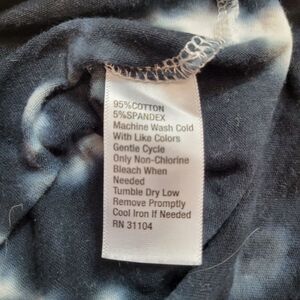 95%COTTON
5%SPANDEX
Machine Wash Cold
With Like Colors
Gentle Cycle
Only Non-Chlorine
Bleach When
Needed
Tumble Dry Low
Remove Promptly
Cool Iron If Needed
RN 31104